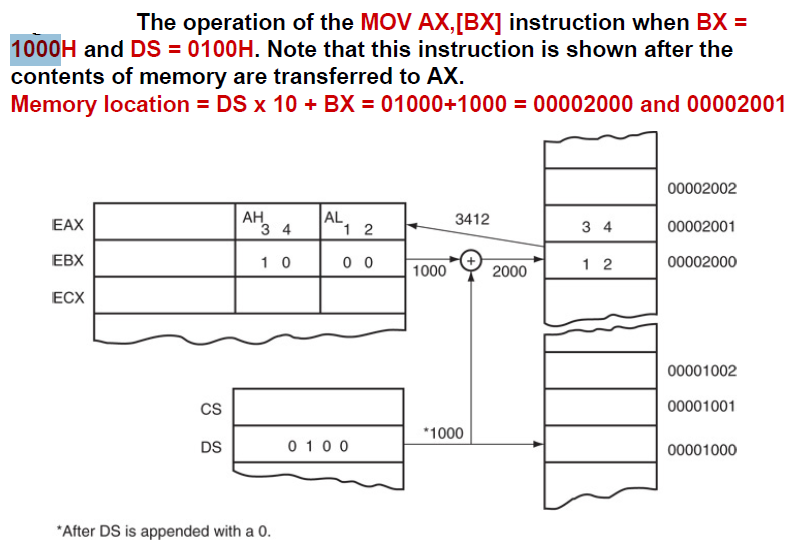 The operation of the MOV AX,[BX] instruction when BX =
1000H and DS = 0100H. Note that this instruction is shown after the
contents of memory are transferred to AX.
Memory location = DS x 10 + BX = 01000+1000 = 00002000 and 00002001
00002002
EAX AH 3 4 AL 1 2 3412 3 4 00002001
EBX 1 0 0 0 1000 + 2000 1 2 00002000
ECX
00001002
CS 00001001
DS 0 1 0 0 *1000 00001000
*After DS is appended with a 0.